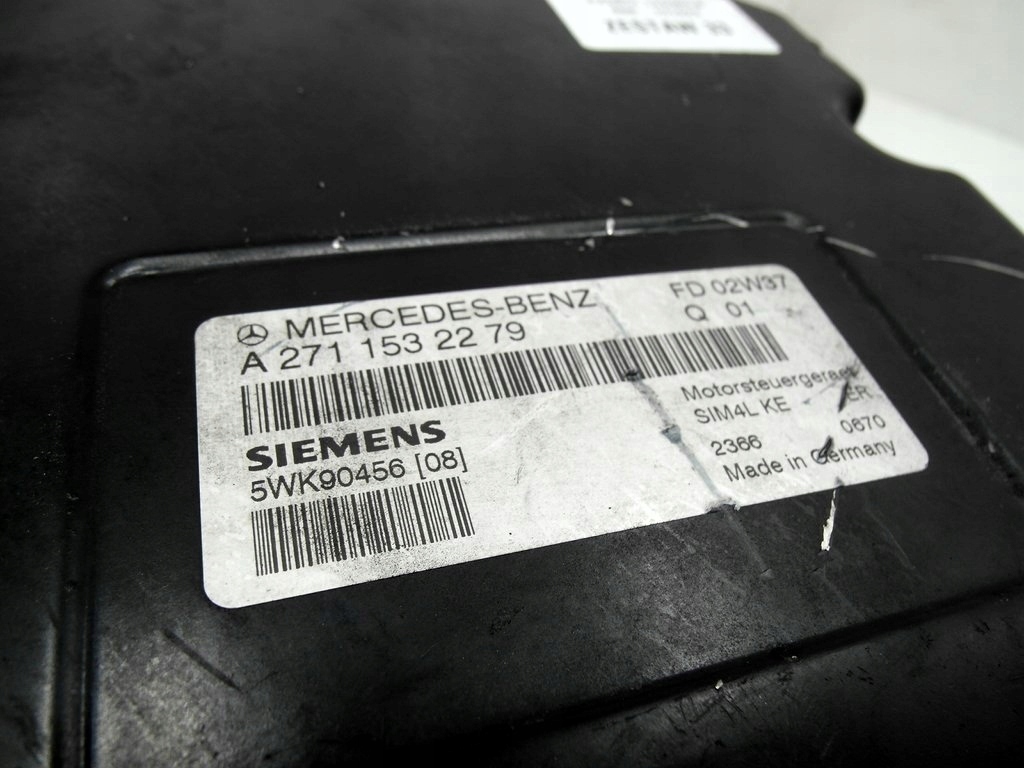 ZESTAW
MERCEDES-BENZ
A 271 153 22 79
FD 02W37
Q 01
SIEMENS
5WK90456 [08]
Motorsteuergeraet
SIM4L KE ER
2366 0670
Made in Germany